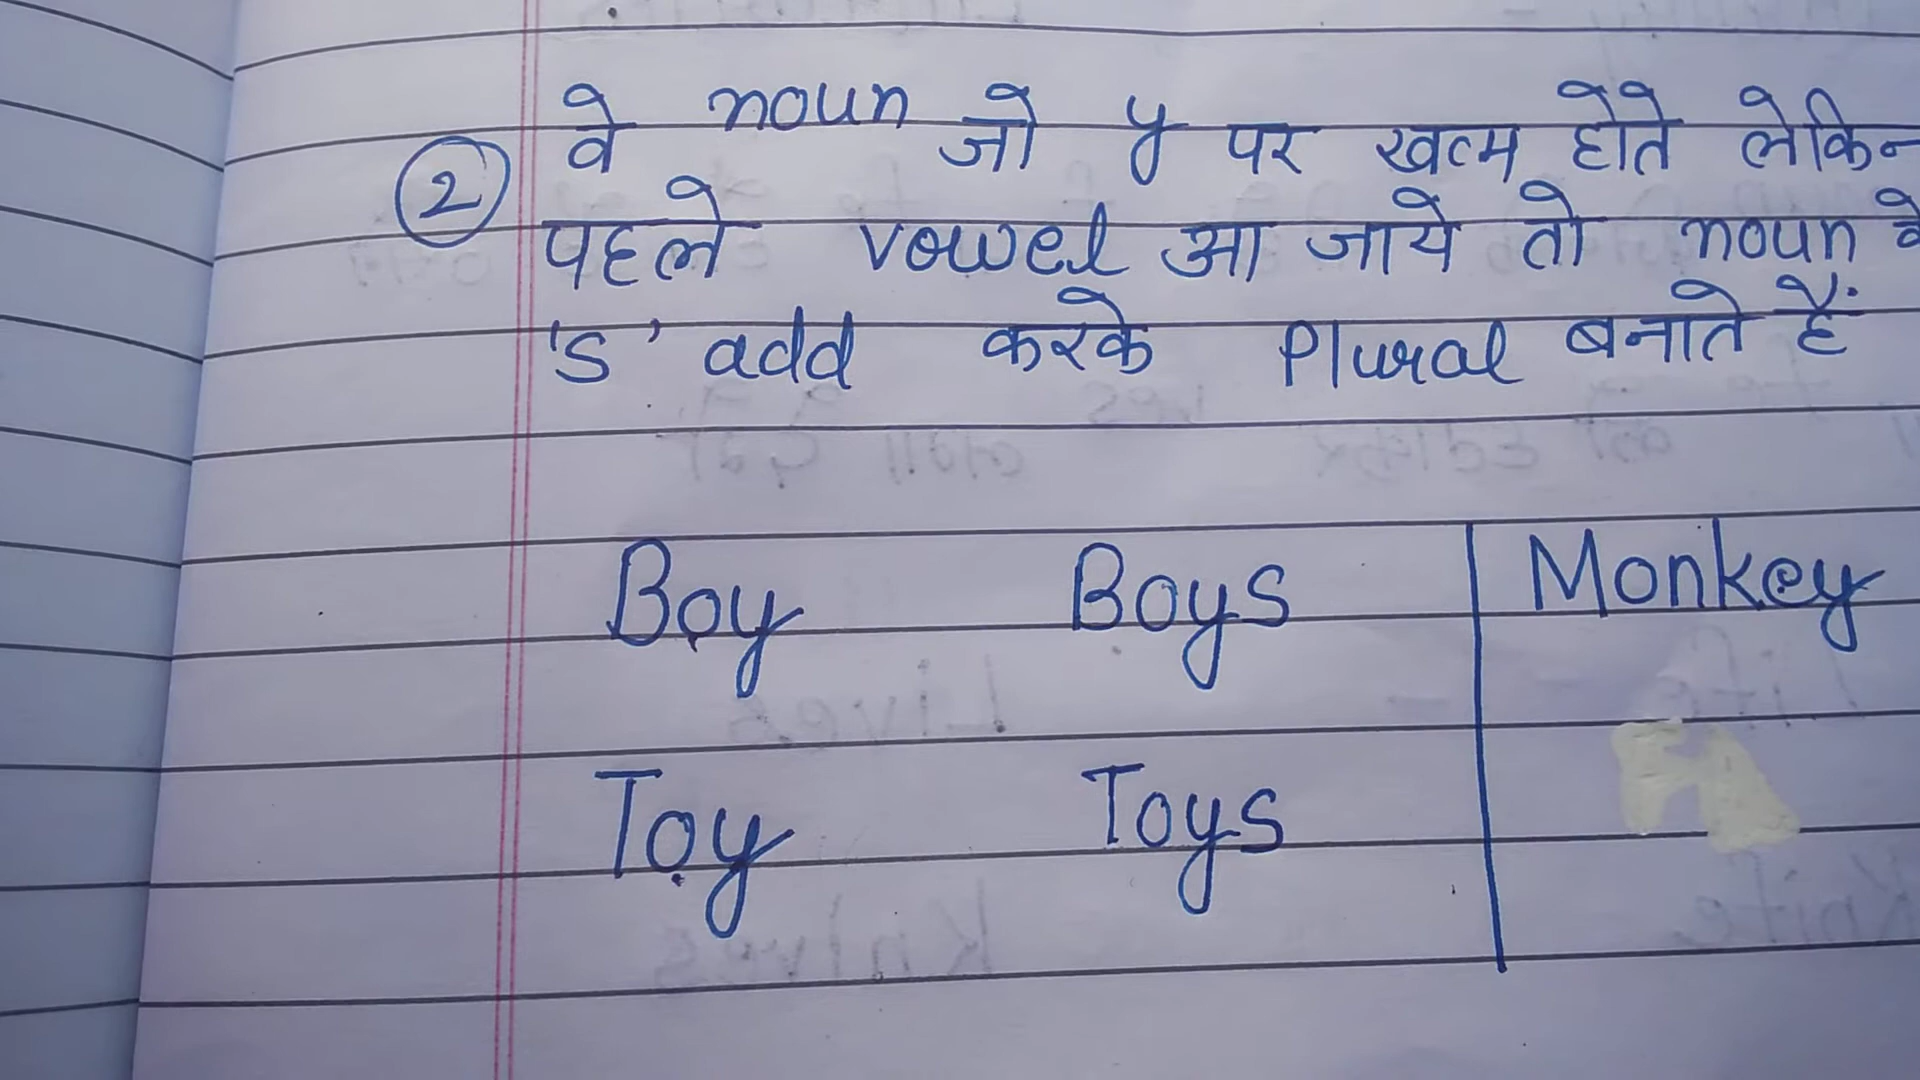 ② वे noun जो y पर खत्म होते लेकिन
पहले vowel आ जाये तो noun
's' add करके Plural बनाते हैं
Boy Boys Monkey
Toy Toys